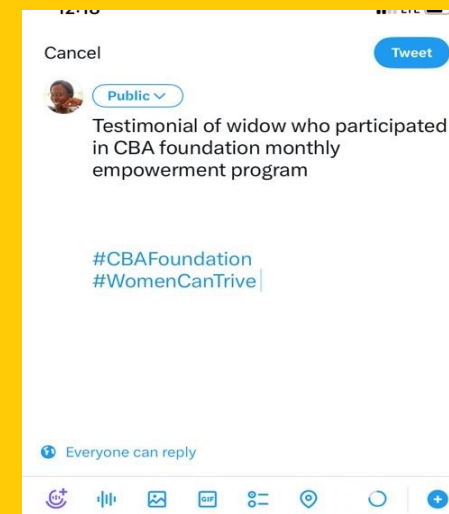 Cancel
Tweet
Public
Testimonial of widow who participated
in CBA foundation monthly
empowerment program
#CBAFoundation
#WomenCanTrive
Everyone can reply
GIF